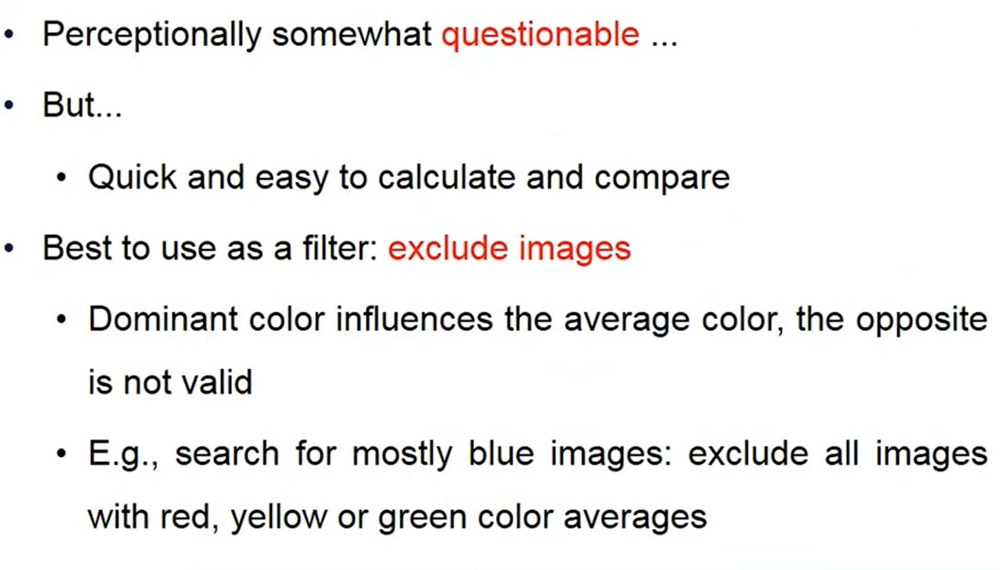 • Perceptionally somewhat questionable ...
• But...
• Quick and easy to calculate and compare
• Best to use as a filter: exclude images
• Dominant color influences the average color, the opposite
is not valid
• E.g., search for mostly blue images: exclude all images
with red, yellow or green color averages